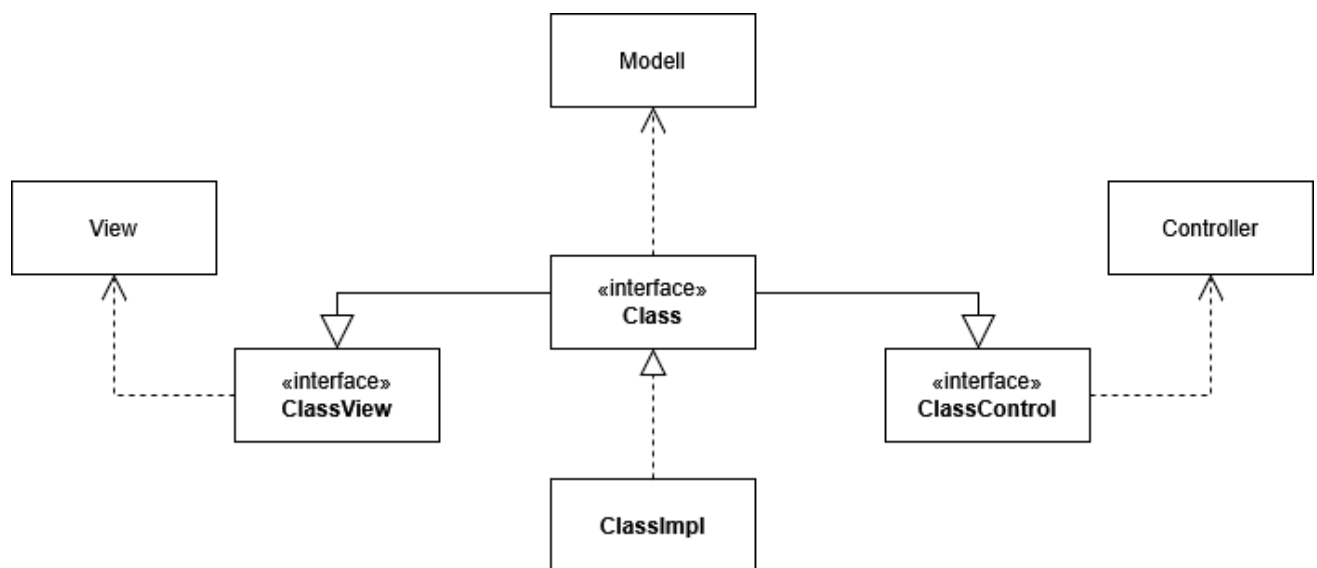 Modell
View
Controller
«interface»
Class
«interface»
ClassView
«interface»
ClassControl
ClassImpl